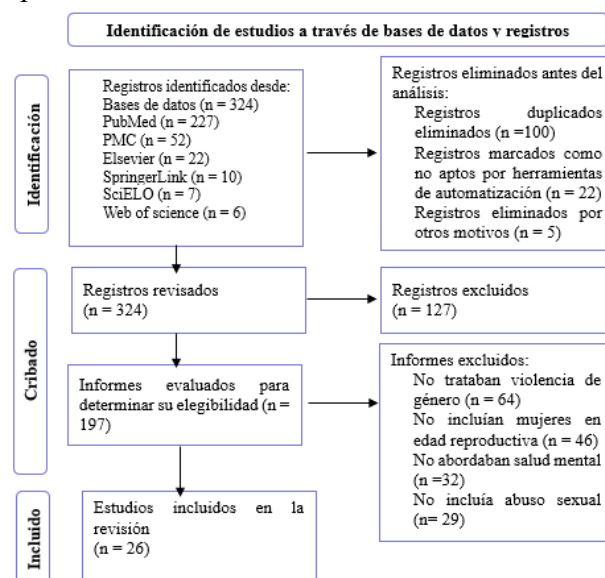 Identificación de estudios a través de bases de datos y registros
Identificación
Registros identificados desde:
Bases de datos (n = 324)
PubMed (n = 227)
PMC (n = 52)
Elsevier (n = 22)
SpringerLink (n = 10)
SciELO (n = 7)
Web of science (n = 6)
Registros eliminados antes del
análisis:
Registros duplicados
eliminados (n =100)
Registros marcados como
no aptos por herramientas
de automatización (n = 22)
Registros eliminados por
otros motivos (n = 5)
Cribado
Registros revisados
(n = 324)
Registros excluidos
(n = 127)
Informes evaluados para
determinar su elegibilidad (n =
197)
Informes excluidos:
No trataban violencia de
género (n = 64)
No incluían mujeres en
edad reproductiva (n = 46)
No abordaban salud mental
(n =32)
No incluía abuso sexual
(n= 29)
Incluido
Estudios incluidos en la
revisión
(n = 26)